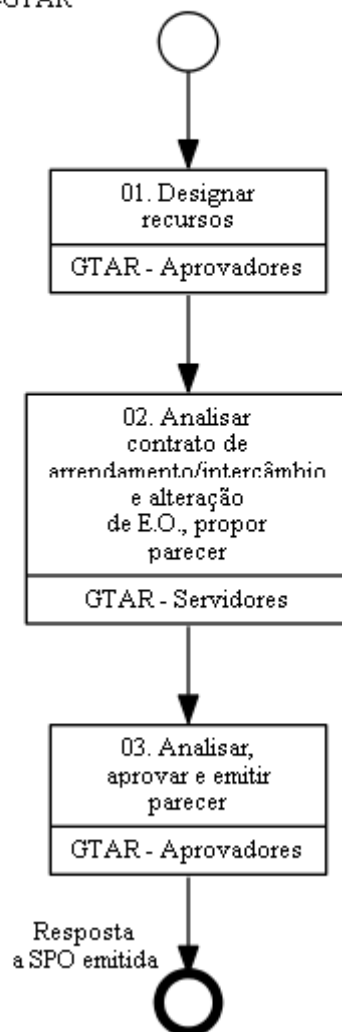 01. Designar
recursos
GTAR - Aprovadores
02. Analisar
contrato de
arrendamento/intercâmbio
e alteração
de E.O., propor
parecer
GTAR - Servidores
03. Analisar,
aprovar e emitir
parecer
GTAR - Aprovadores
Resposta
a SPO emitida